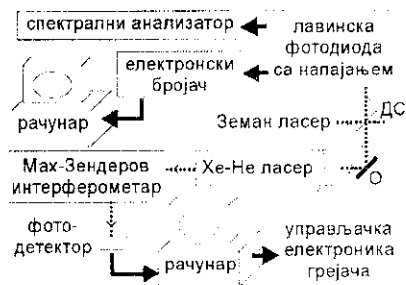 спектрални анализатор
лавинска
фотодиода
са напајањем
електронски
бројач
рачунар
Земан ласер
ДС
Мах-Зендеров
интерферометар
Хе-Не ласер
О
фото-
детектор
рачунар
управљачка
електроника
грејача